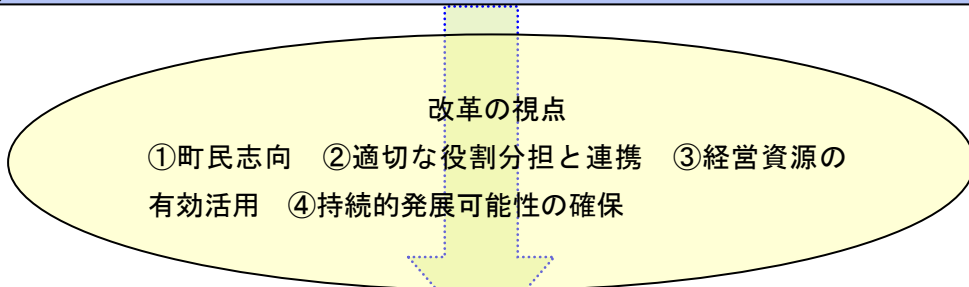 改革の視点
①町民志向　②適切な役割分担と連携　③経営資源の
有効活用　④持続的発展可能性の確保